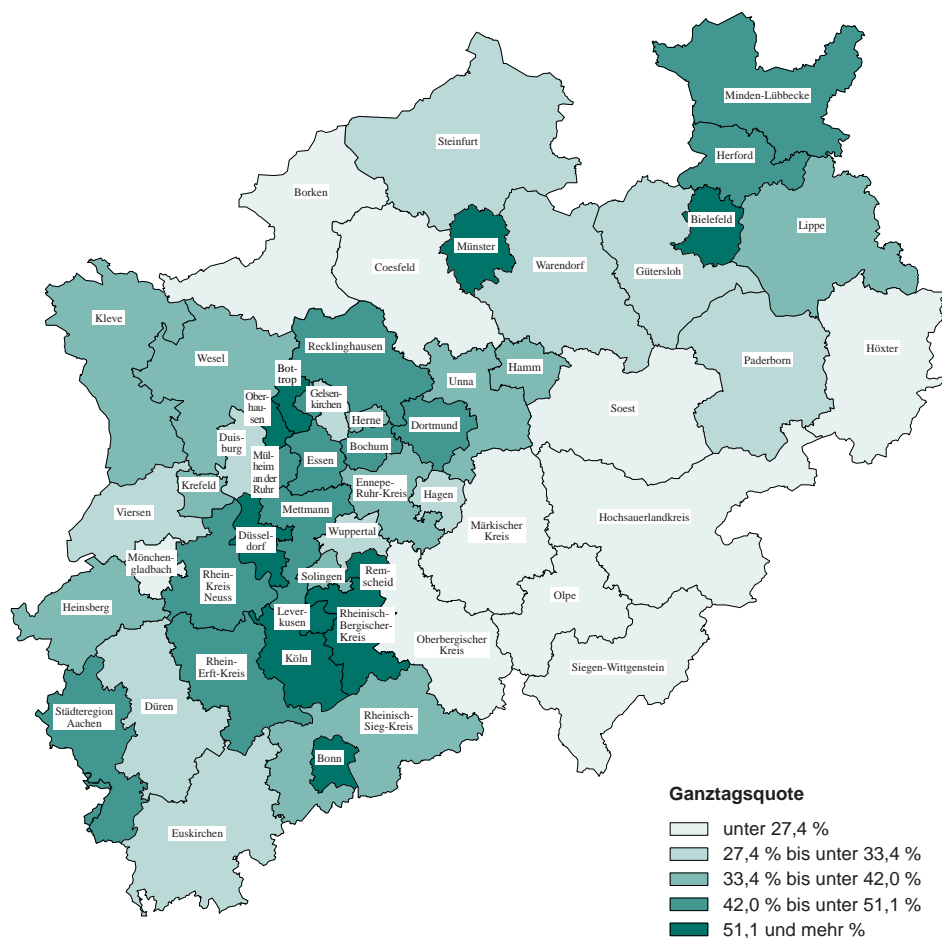 Minden-Lübbecke
Steinfurt
Herford
Borken
Bielefeld
Lippe
Münster
Coesfeld
Warendorf
Gütersloh
Kleve
Recklinghausen
Höxter
Wesel
Paderborn
Bot-
trop
Hamm
Unna
Gelsen-
kirchen
Ober-
hausen
Soest
Herne
Dortmund
Duis-
burg
Bochum
Mül-
heim
an der
Ruhr
Essen
Krefeld
Ennepe-
Ruhr-Kreis
Hagen
Viersen
Mettmann
Hochsauerlandkreis
Märkischer
Kreis
Düssel-
dorf
Wuppertal
Mönchen-
gladbach
Rem-
scheid
Solingen
Rhein-
Kreis
Neuss
Olpe
Heinsberg
Lever-
kusen
Rheinisch-
Bergischer-
Kreis
Oberbergischer
Kreis
Köln
Siegen-Wittgenstein
Rhein-
Erft-Kreis
Düren
Städteregion
Aachen
Rheinisch-
Sieg-Kreis
Bonn
Euskirchen
Ganztagsquote
unter 27,4 %
27,4 % bis unter 33,4 %
33,4 % bis unter 42,0 %
42,0 % bis unter 51,1 %
51,1 und mehr %